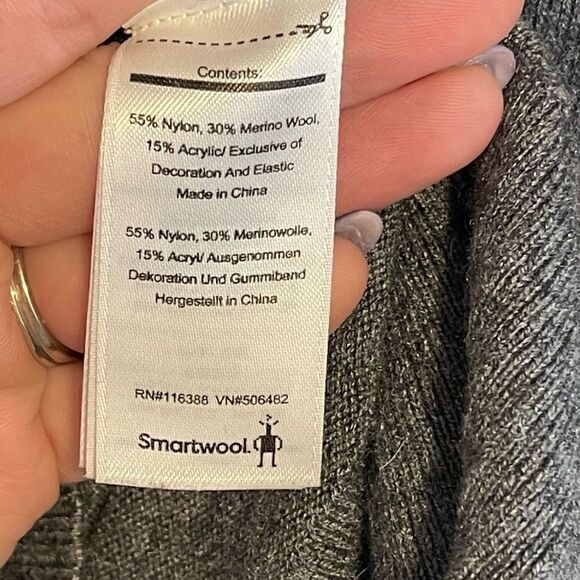 Contents:
55% Nylon, 30% Merino Wool,
15% Acrylic/ Exclusive of
Decoration And Elastic
Made in China
55% Nylon, 30% Merinowolle,
15% Acryl/ Ausgenommen
Dekoration Und Gummiband
Hergestellt in China
RN#116388 VN#506482
Smartwool.